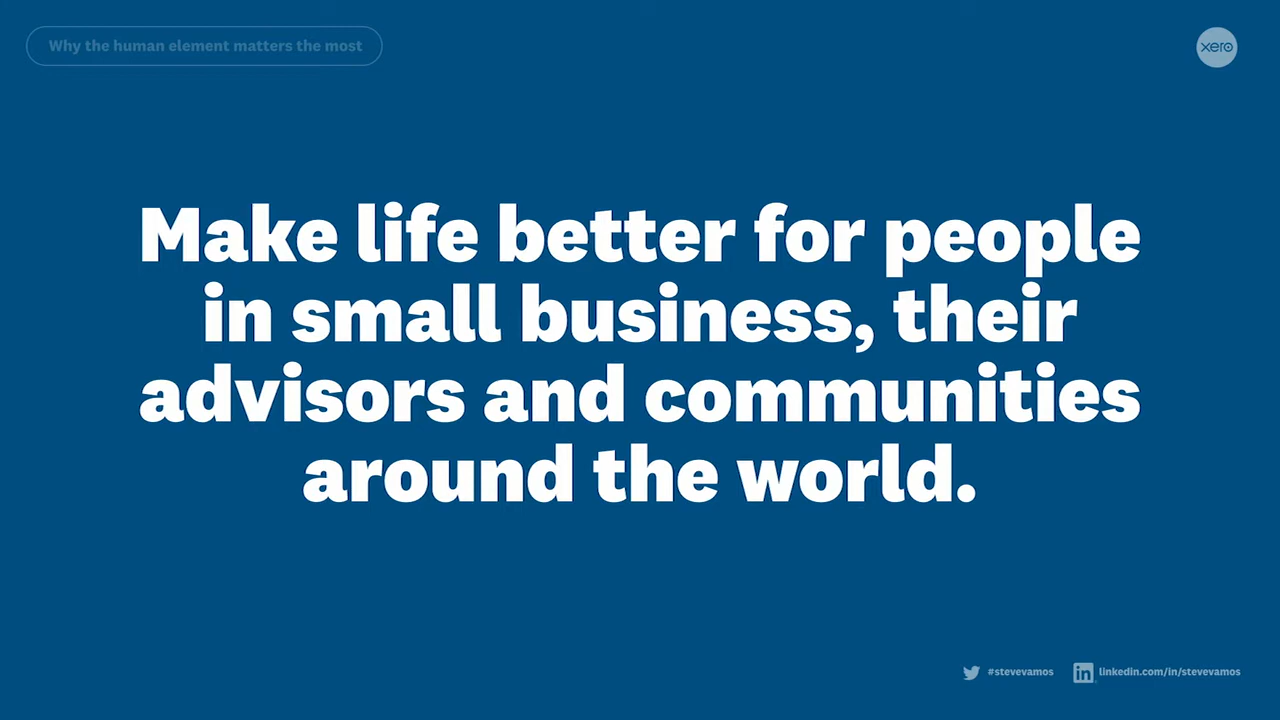 Why the human element matters the most
xero
Make life better for people
in small business, their
advisors and communities
around the world.
#stevevamos
linkedin.com/in/stevevamos